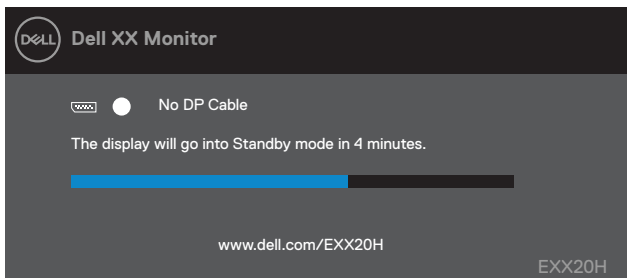 DELL
Dell XX Monitor
No DP Cable
The display will go into Standby mode in 4 minutes.
www.dell.com/EXX20H
EXX20H